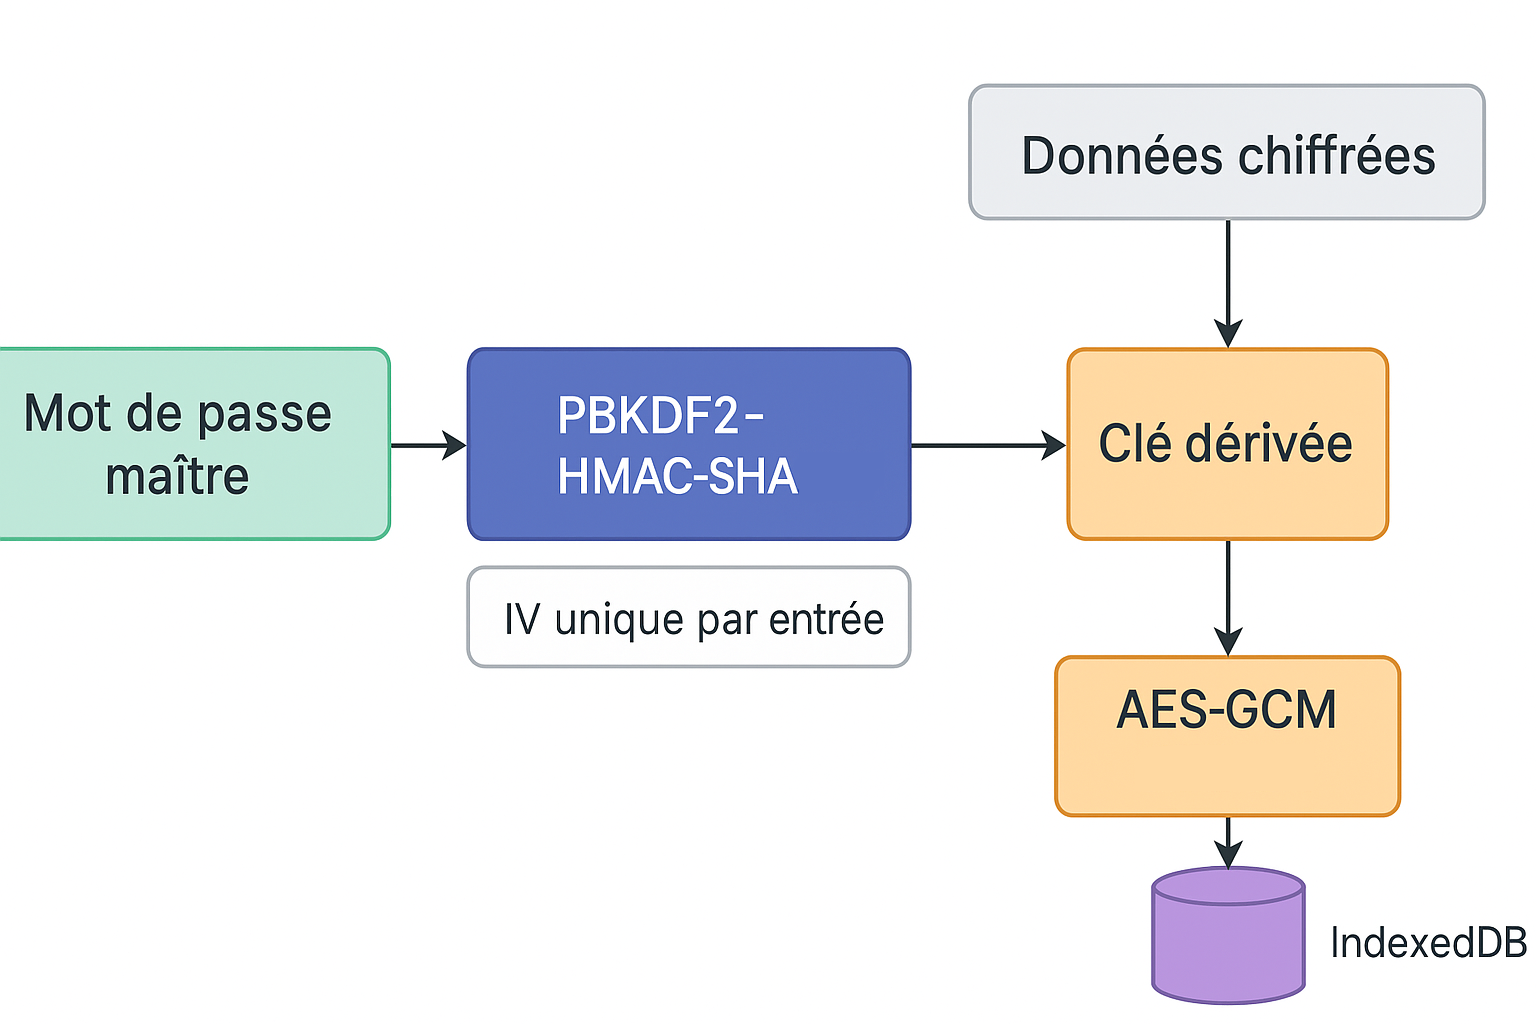 Données chiffrées
Mot de passe
maître
PBKDF2-
HMAC-SHA
Clé dérivée
IV unique par entrée
AES-GCM
IndexedDB